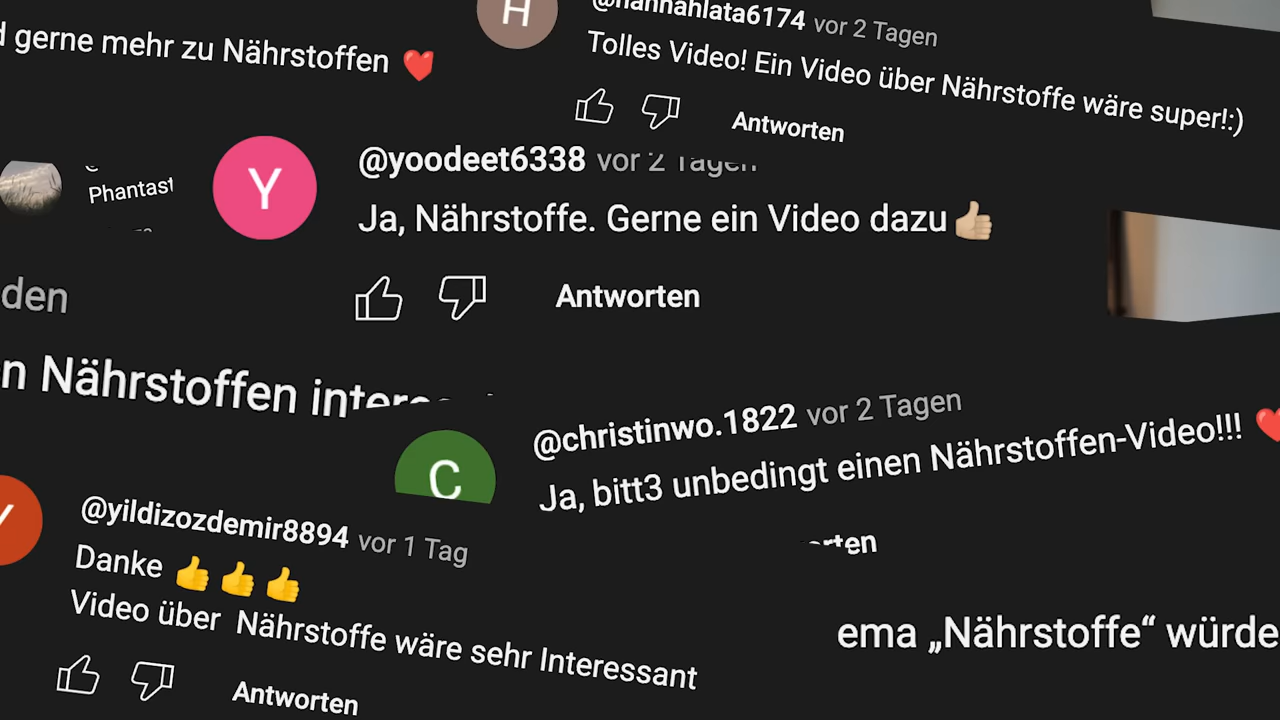 gerne mehr zu Nährstoffen ❤️
H
@hannahlata6174 vor 2 Tagen
Tolles Video! Ein Video über Nährstoffe wäre super!:)
Antworten
Phantast
Y
@yoodeet6338 vor 2 Tagen
Ja, Nährstoffe. Gerne ein Video dazu👍🏼
Antworten
den
n Nährstoffen
C
@christinwo.1822 vor 2 Tagen
Ja, bitt3 unbedingt einen Nährstoffen-Video!!! ❤️
@yildizozdemir8894 vor 1 Tag
Danke 👍👍👍
Video über Nährstoffe wäre sehr Interessant
Antworten
ema „Nährstoffe“ würde